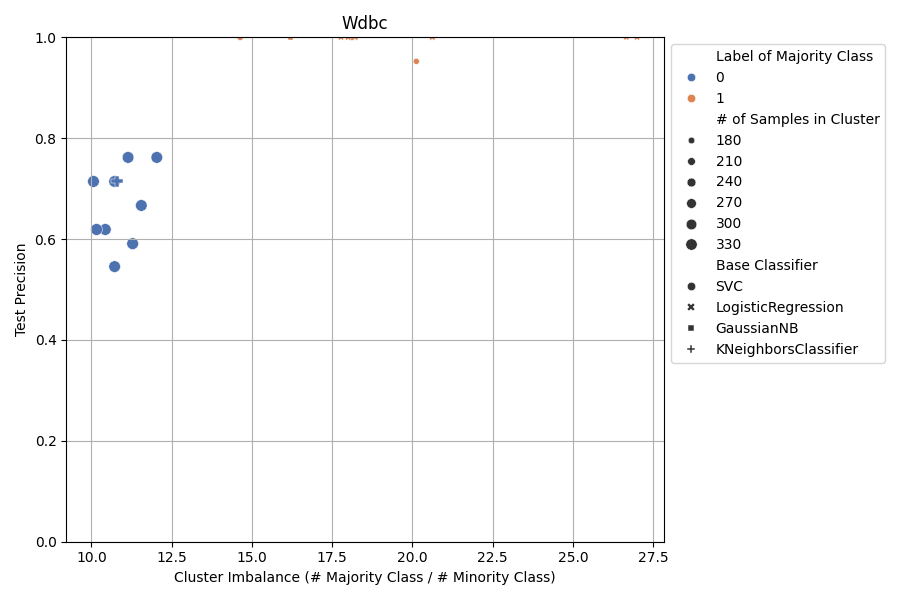 Wdbc
1.0
0.8
0.6
0.4
0.2
0.0
Test Precision
10.0 12.5 15.0 17.5 20.0 22.5 25.0 27.5
Cluster Imbalance (# Majority Class / # Minority Class)
Label of Majority Class
0
1
# of Samples in Cluster
180
210
240
270
300
330
Base Classifier
SVC
LogisticRegression
GaussianNB
KNeighborsClassifier